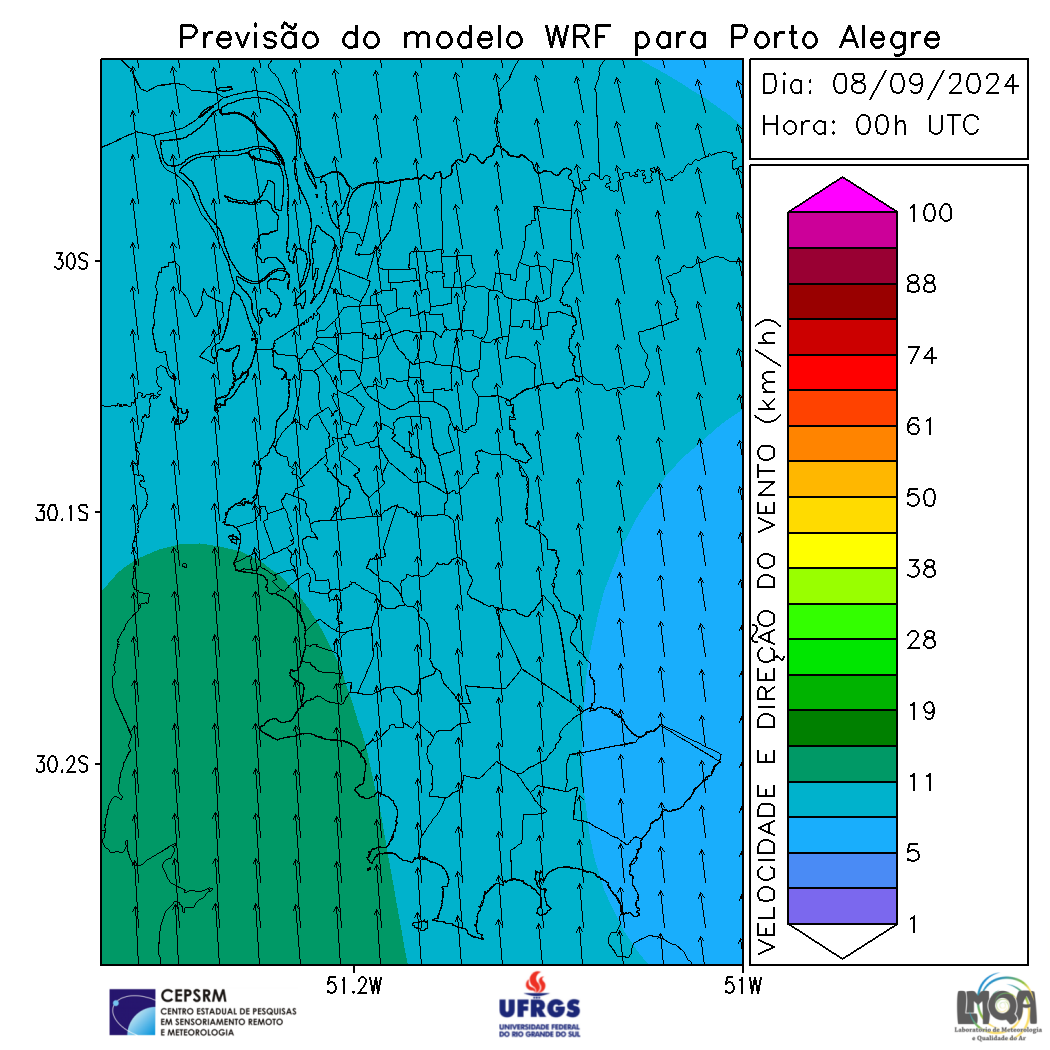 Previsão do modelo WRF para Porto Alegre
Dia: 08/09/2024
Hora: 00h UTC
30S
30.1S
30.2S
51.2W
51W
VELOCIDADE E DIREÇÃO DO VENTO (km/h)
100
88
74
61
50
38
28
19
11
5
1
CEPSRM
CENTRO ESTADUAL DE PESQUISAS
EM SENSORIAMENTO REMOTO
E METEOROLOGIA
UFRGS
UNIVERSIDADE FEDERAL
DO RIO GRANDE DO SUL
LMQA
Laboratório de Meteorologia
e Qualidade do Ar